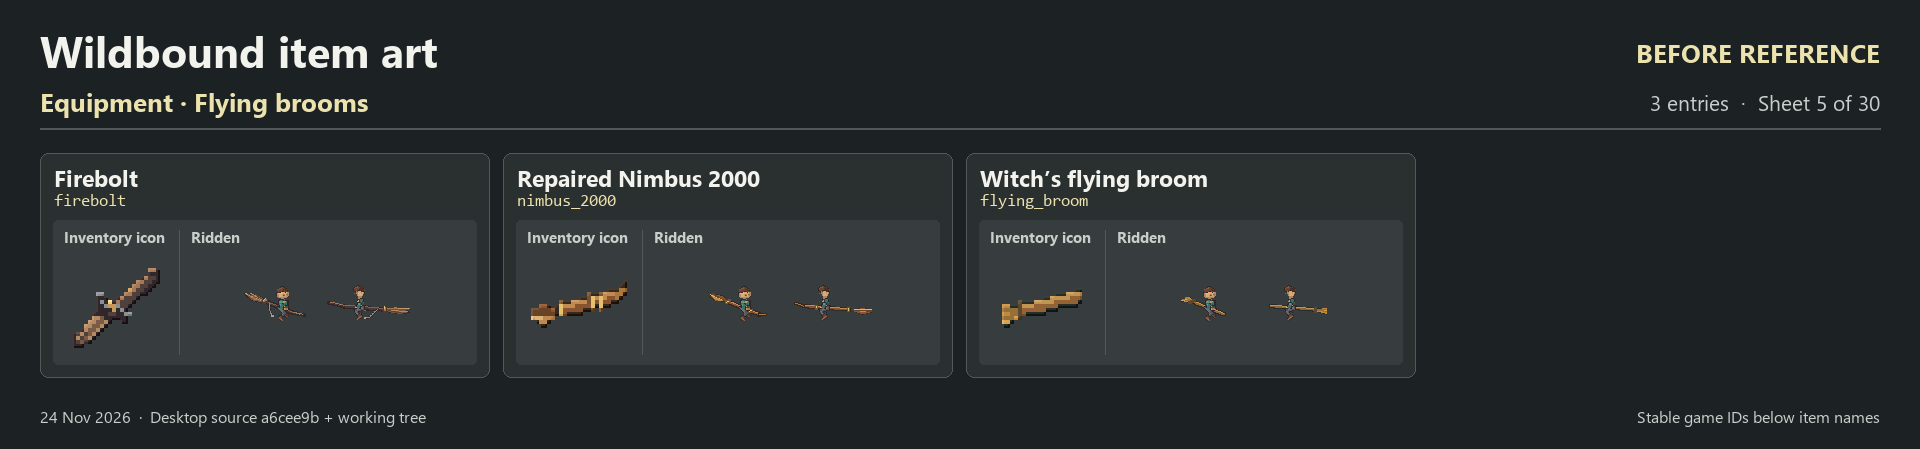 Wildbound item art
BEFORE REFERENCE
Equipment · Flying brooms
3 entries · Sheet 5 of 30
Firebolt
firebolt
Inventory icon
Ridden
Repaired Nimbus 2000
nimbus_2000
Inventory icon
Ridden
Witch’s flying broom
flying_broom
Inventory icon
Ridden
24 Nov 2026 · Desktop source a6cee9b + working tree
Stable game IDs below item names